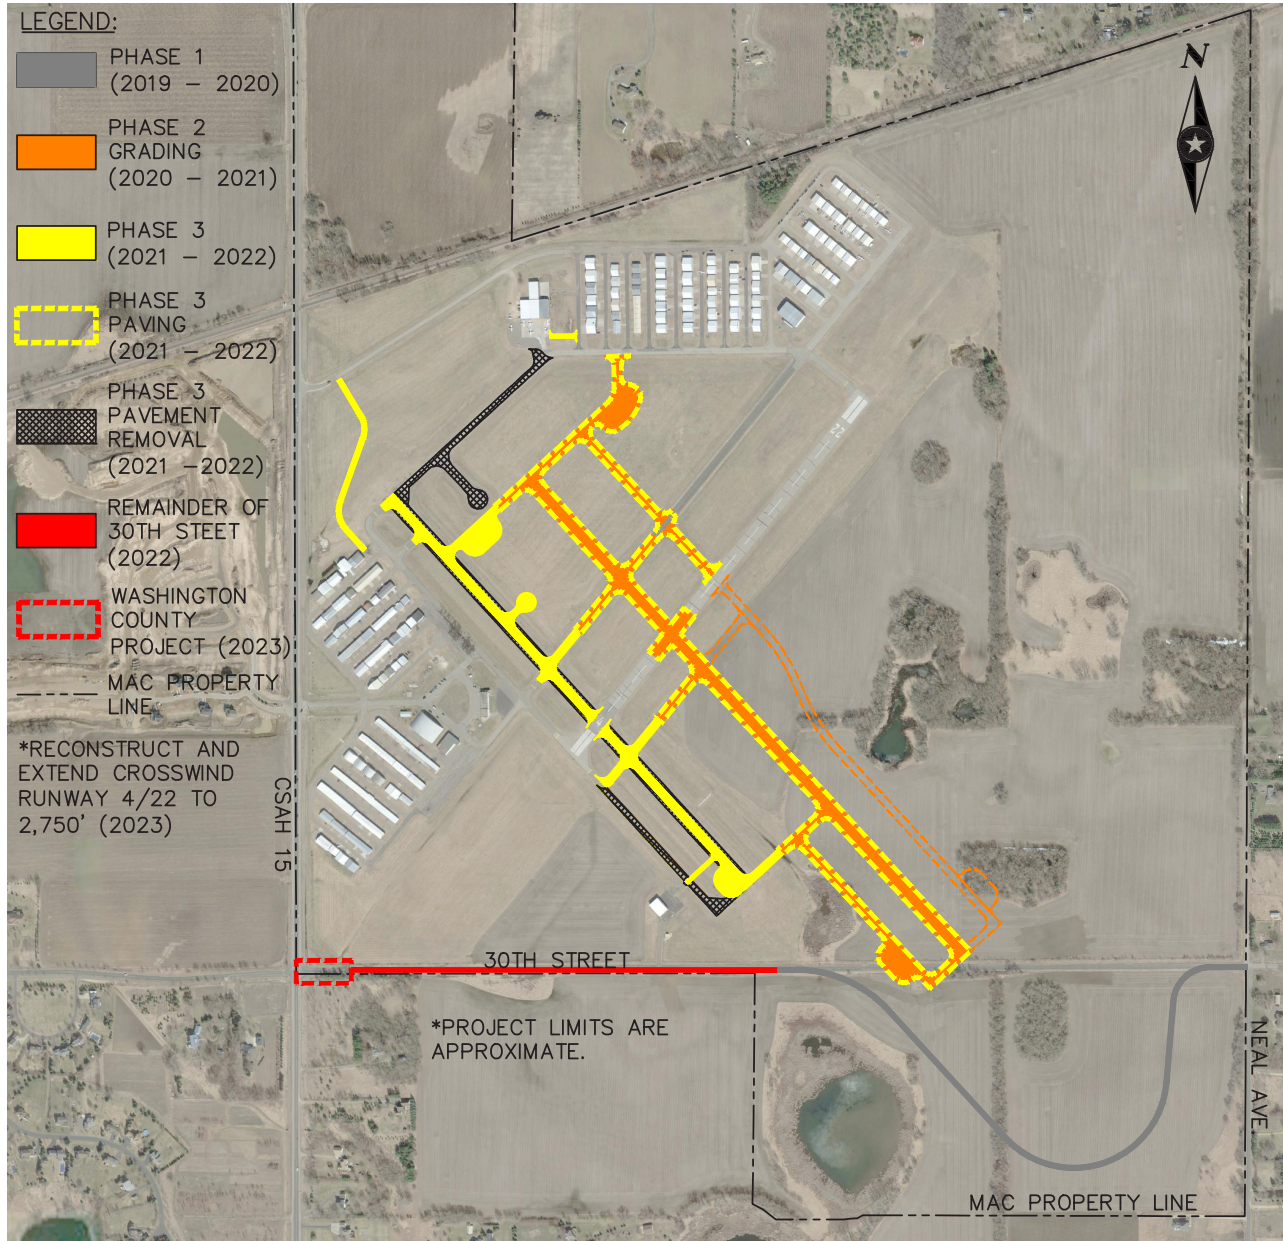 LEGEND:
PHASE 1
(2019 – 2020)
PHASE 2
GRADING
(2020 – 2021)
PHASE 3
(2021 – 2022)
PHASE 3
PAVING
(2021 – 2022)
PHASE 3
PAVEMENT
REMOVAL
(2021 –2022)
REMAINDER OF
30TH STEET
(2022)
WASHINGTON
COUNTY
PROJECT (2023)
MAC PROPERTY
LINE
*RECONSTRUCT AND
EXTEND CROSSWIND
RUNWAY 4/22 TO
2,750' (2023)
CSAH 15
N
22
30TH STREET
*PROJECT LIMITS ARE
APPROXIMATE.
NEAL AVE.
MAC PROPERTY LINE